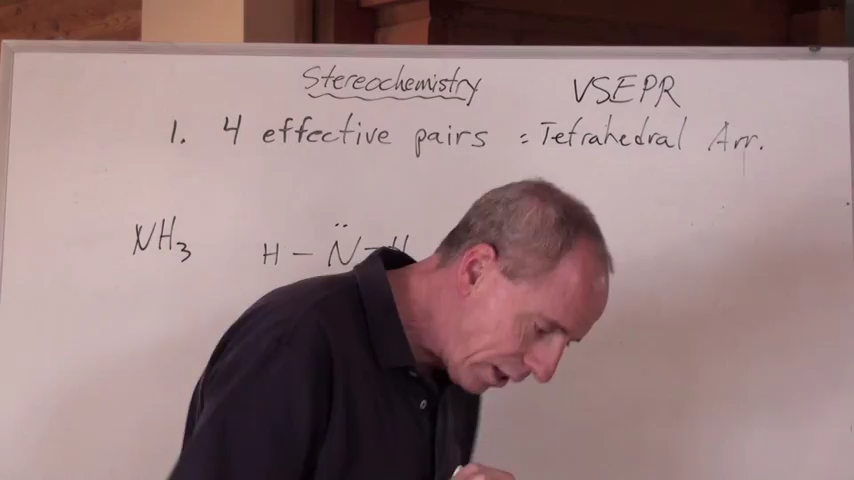 Stereochemistry VSEPR
1. 4 effective pairs = Tetrahedral Arr.
NH₃ H — N̈ — H